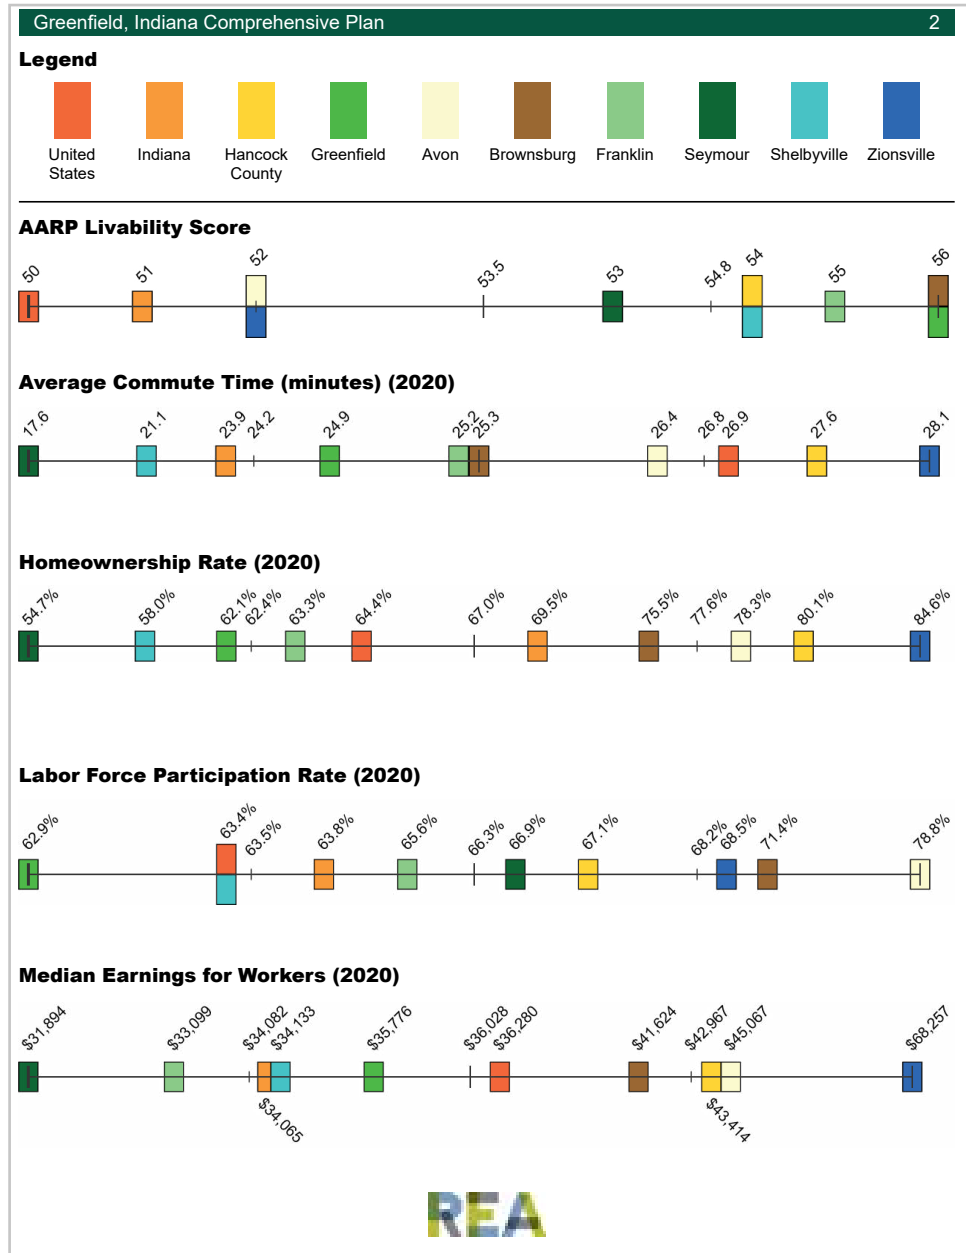 Greenfield, Indiana Comprehensive Plan 2
Legend
United States
Indiana
Hancock County
Greenfield
Avon
Brownsburg
Franklin
Seymour
Shelbyville
Zionsville
AARP Livability Score
50 51 52 53.5 53 54.8 54 55 56
Average Commute Time (minutes) (2020)
17.6 21.1 23.9 24.2 24.9 25.2 25.3 26.4 26.8 26.9 27.6 28.1
Homeownership Rate (2020)
54.7% 58.0% 62.1% 62.4% 63.3% 64.4% 67.0% 69.5% 75.5% 77.6% 78.3% 80.1% 84.6%
Labor Force Participation Rate (2020)
62.9% 63.4% 63.5% 63.8% 65.6% 66.3% 66.9% 67.1% 68.2% 68.5% 71.4% 78.8%
Median Earnings for Workers (2020)
$31,894 $33,099 $34,082 $34,133 $35,776 $36,028 $36,280 $41,624 $42,967 $45,067 $68,257
$34,065 $43,414
REA